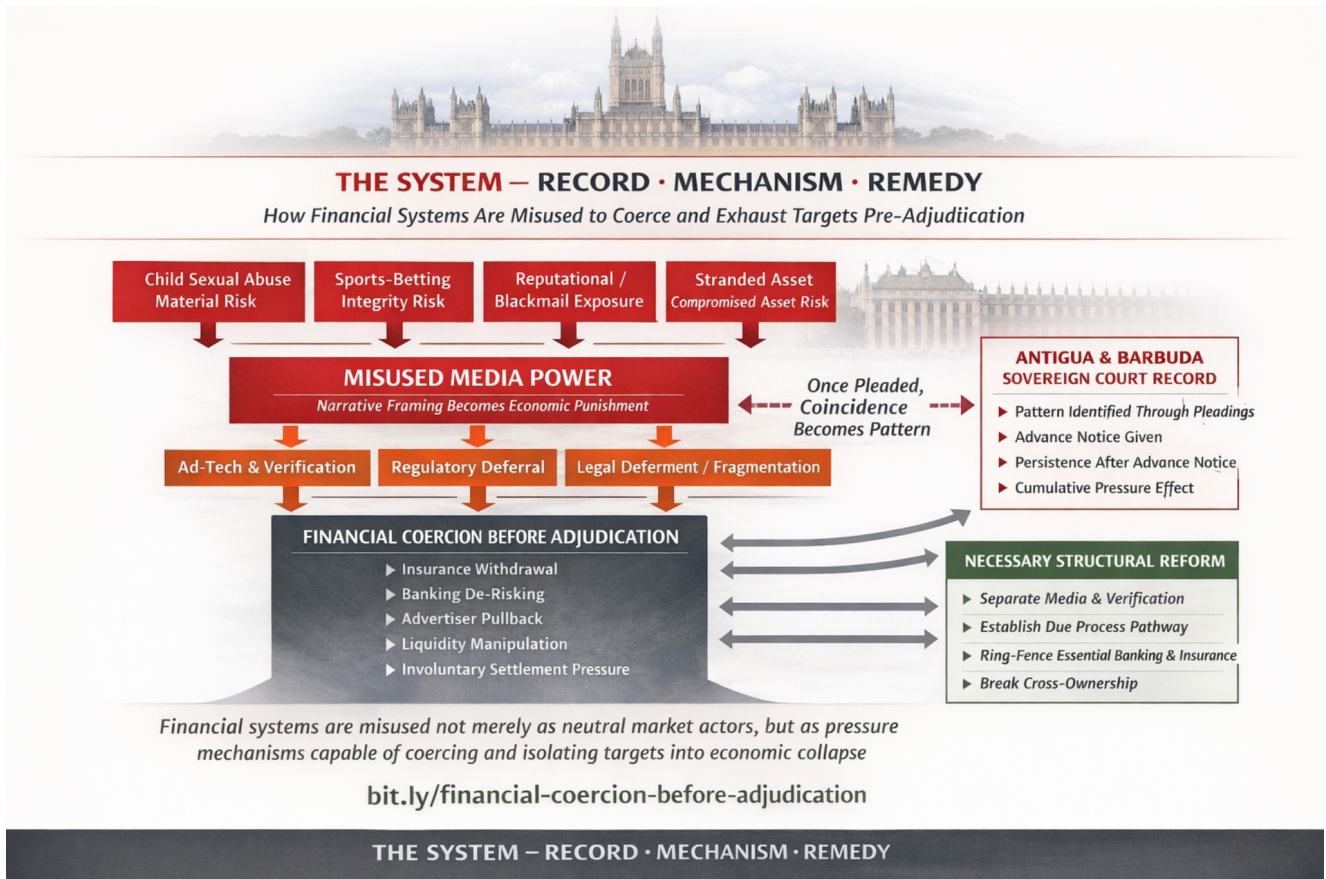 THE SYSTEM – RECORD · MECHANISM · REMEDY
How Financial Systems Are Misused to Coerce and Exhaust Targets Pre-Adjudtication
Child Sexual Abuse
Material Risk
Sports-Betting
Integrity Risk
Reputational /
Blackmail Exposure
Stranded Asset
Compromised Asset Risk
MISUSED MEDIA POWER
Narrative Framing Becomes Economic Punishment
Once Pleaded,
Coincidence
Becomes Pattern
ANTIGUA & BARBUDA
SOVEREIGN COURT RECORD
Pattern Identified Through Pleadings
Advance Notice Given
Persistence After Advance Notice
Cumulative Pressure Effect
Ad-Tech & Verification
Regulatory Deferral
Legal Deferment / Fragmentation
FINANCIAL COERCION BEFORE ADJUDICATION
Insurance Withdrawal
Banking De-Risking
Advertiser Pullback
Liquidity Manipulation
Involuntary Settlement Pressure
NECESSARY STRUCTURAL REFORM
Separate Media & Verification
Establish Due Process Pathway
Ring-Fence Essential Banking & Insurance
Break Cross-Ownership
Financial systems are misused not merely as neutral market actors, but as pressure
mechanisms capable of coercing and isolating targets into economic collapse
bit.ly/financial-coercion-before-adjudication
THE SYSTEM – RECORD · MECHANISM · REMEDY